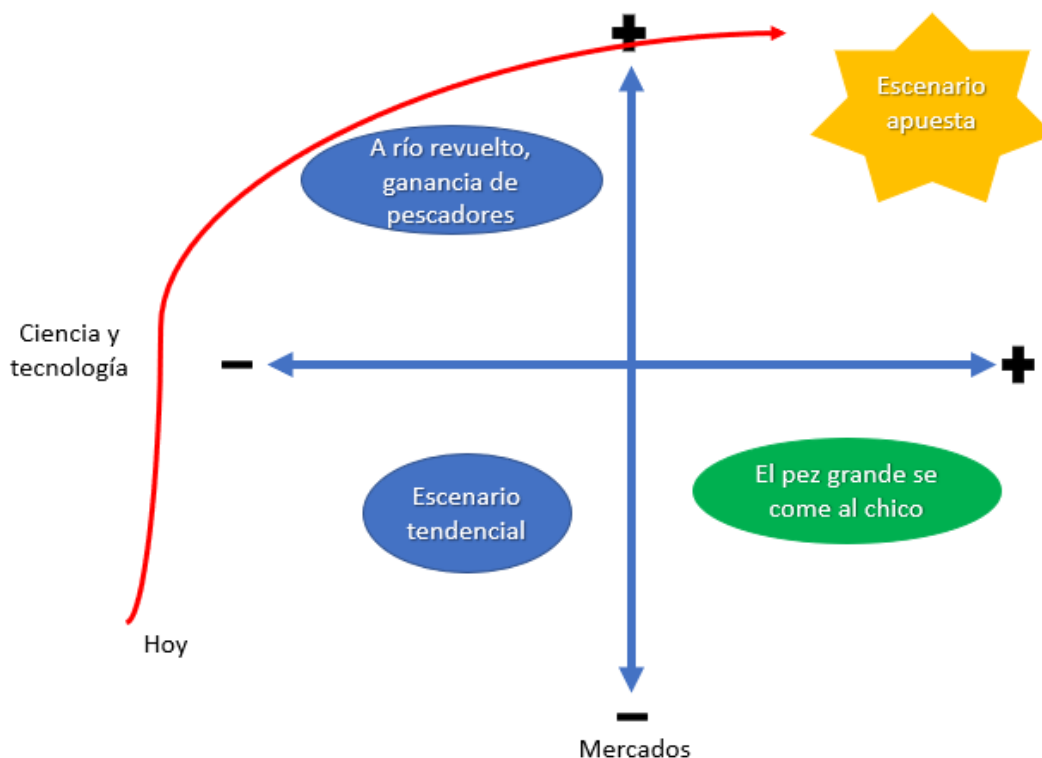 Escenario
apuesta
A río revuelto,
ganancia de
pescadores
Ciencia y
tecnología
El pez grande se
come al chico
Escenario
tendencial
Hoy
Mercados